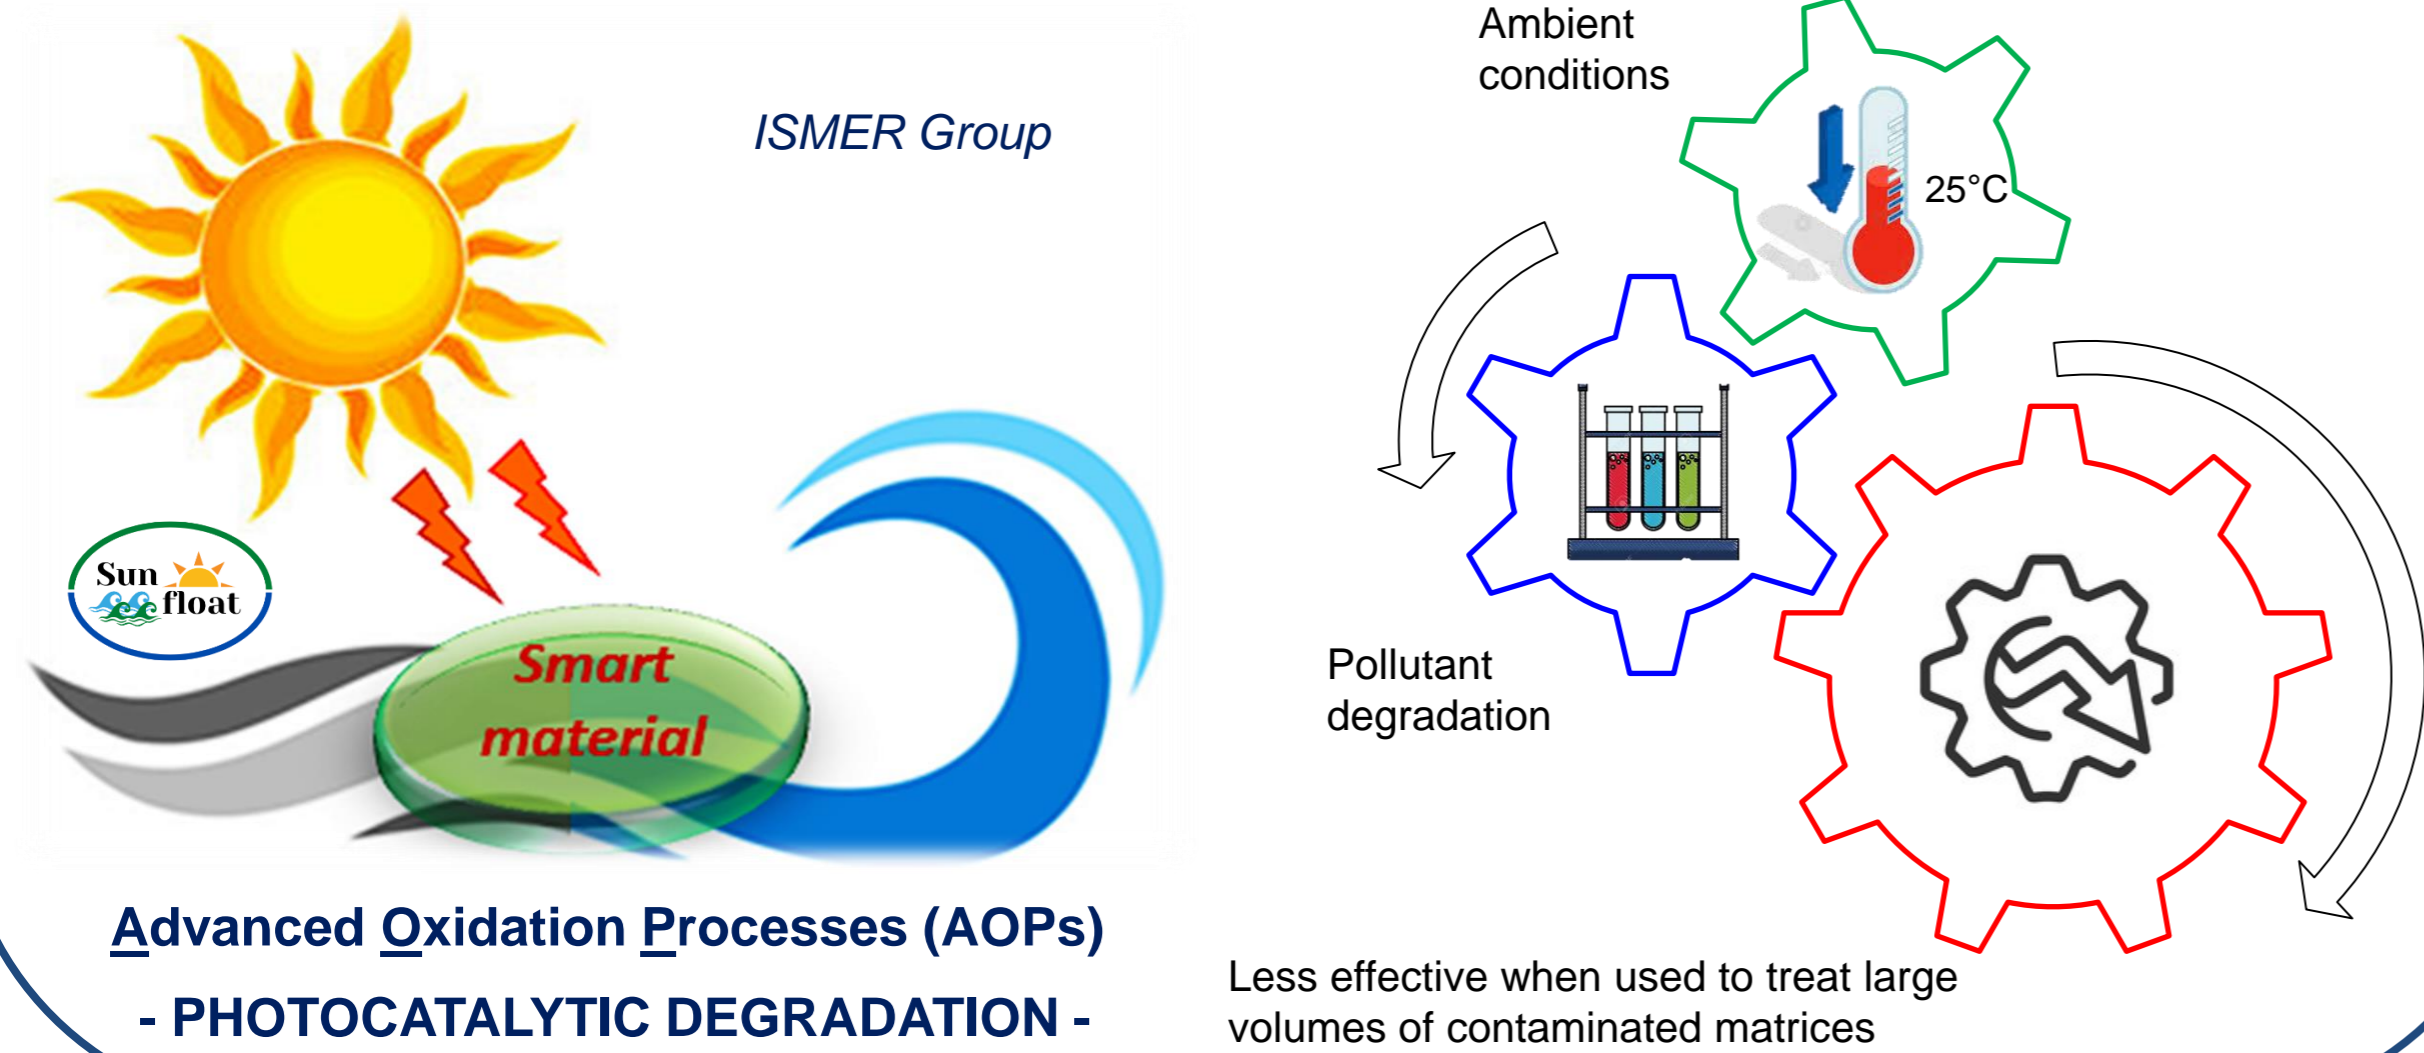 ISMER Group
Sun
float
Smart
material
Advanced Oxidation Processes (AOPs)
- PHOTOCATALYTIC DEGRADATION -
Ambient
conditions
25°C
Pollutant
degradation
Less effective when used to treat large
volumes of contaminated matrices